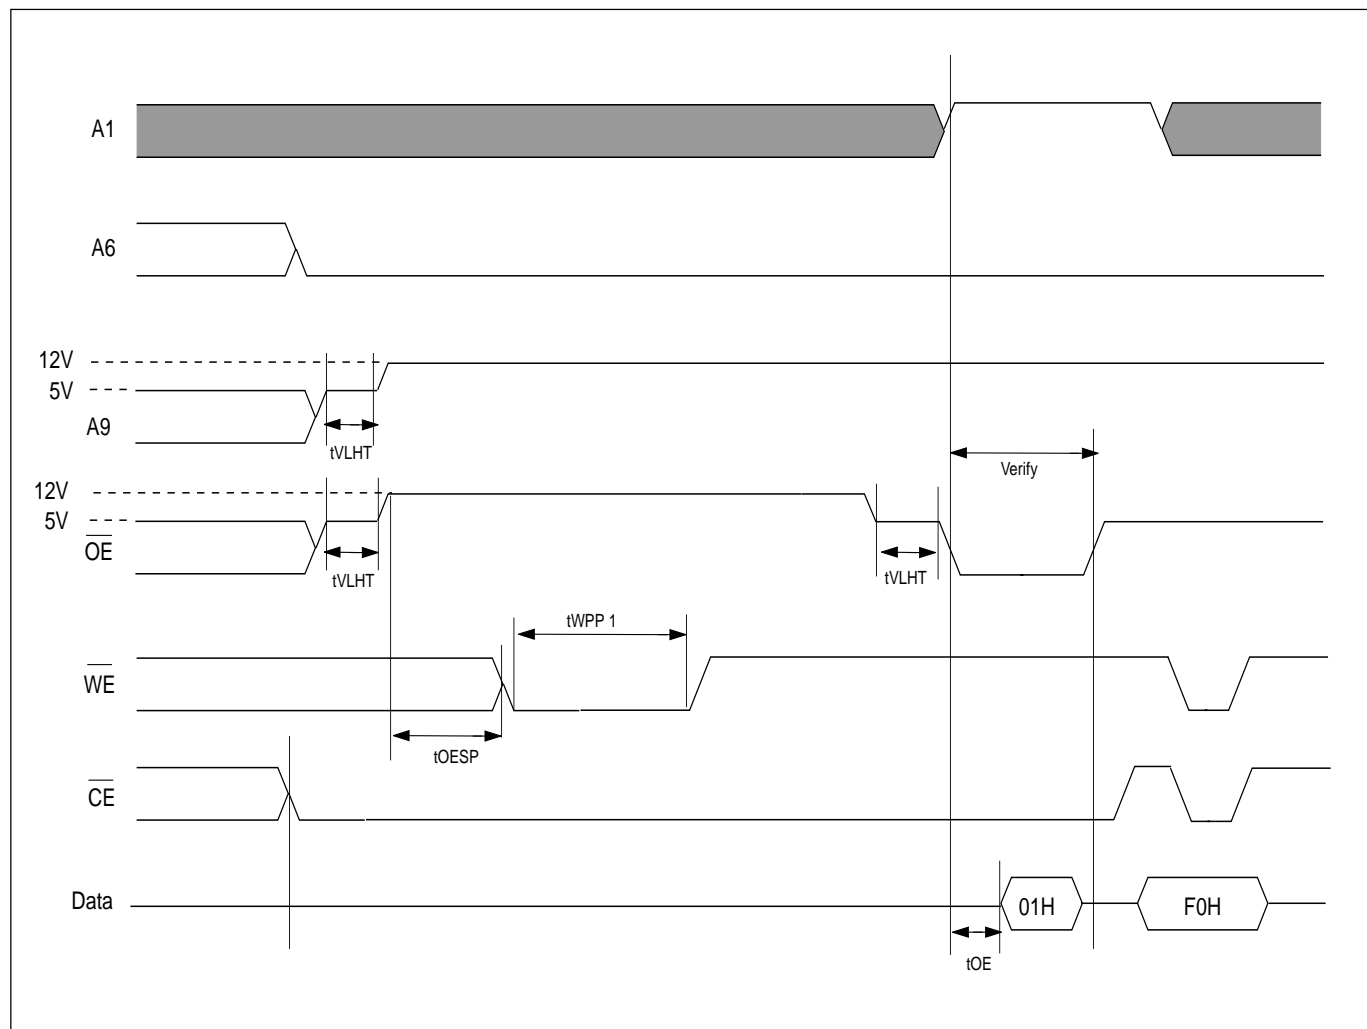 A1
A6
12V
5V
A9
tVLHT
Verify
12V
5V
OE
tVLHT
tVLHT
tWPP 1
WE
tOESP
CE
Data
01H
F0H
tOE